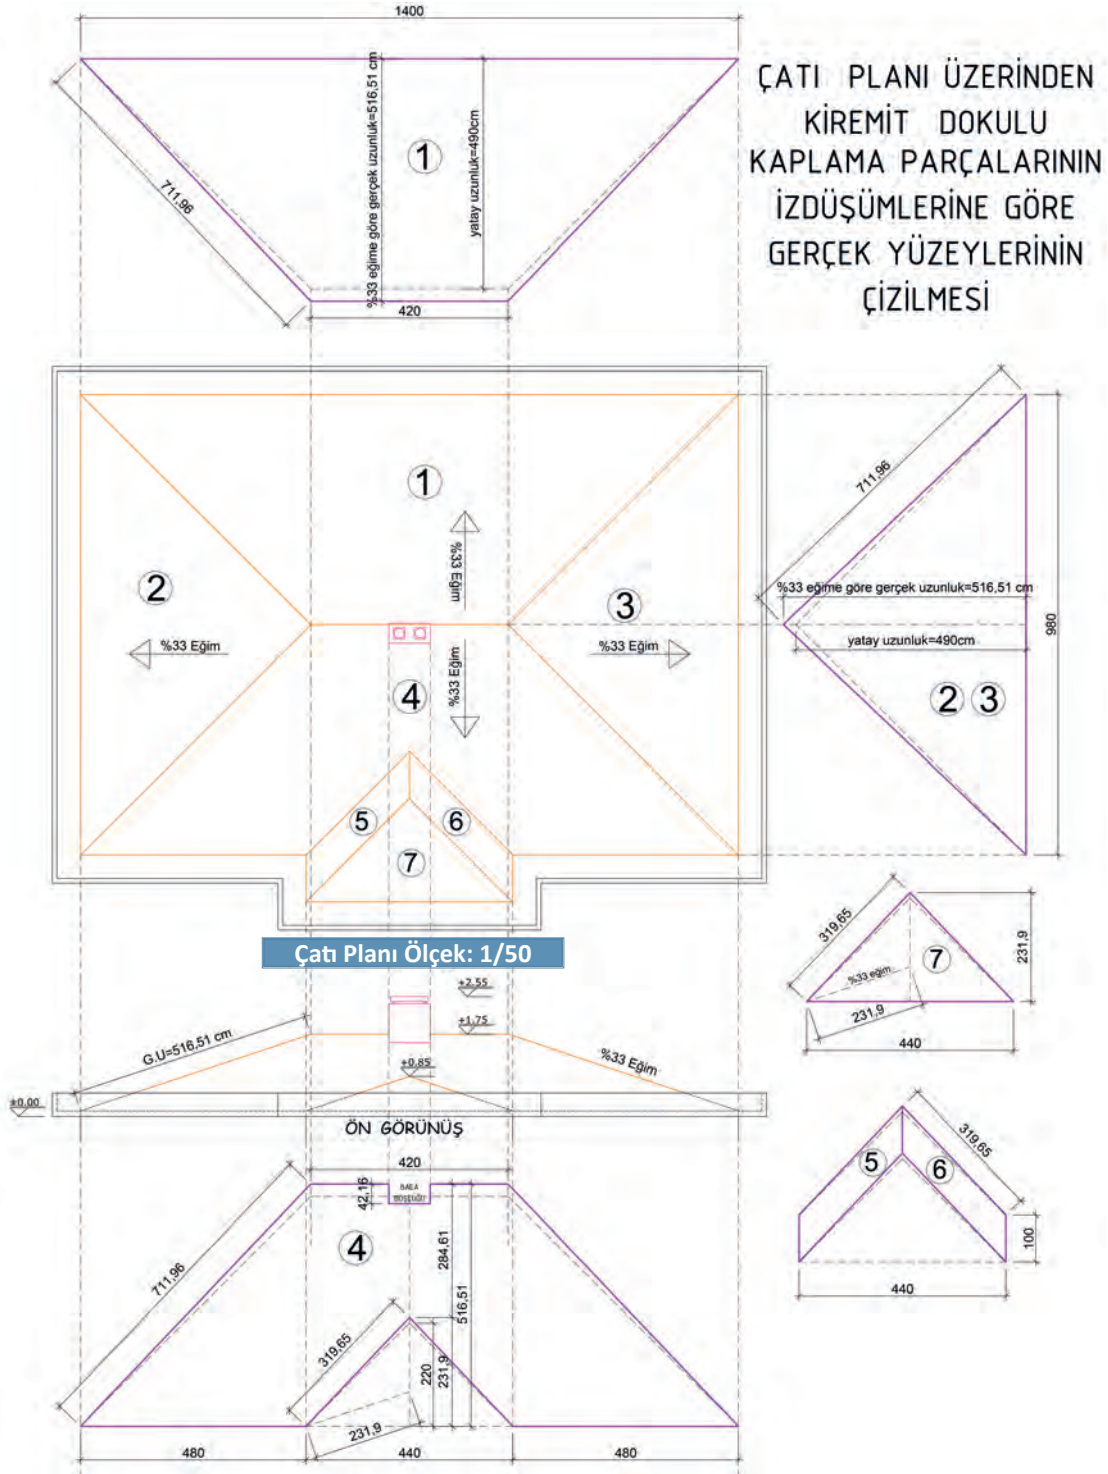 1400
ÇATI PLANI ÜZERİNDEN
KİREMİT DOKULU
KAPLAMA PARÇALARININ
İZDÜŞÜMLERİNE GÖRE
GERÇEK YÜZEYLERİNİN
ÇİZİLMESİ
711,96
%33 eğime göre gerçek uzunluk=516,51 cm
1
yatay uzunluk=490cm
420
1
2
3
%33 Eğim
%33 Eğim
%33 Eğim
%33 Eğim
4
5
6
7
711,96
%33 eğime göre gerçek uzunluk=516,51 cm
yatay uzunluk=490cm
980
2 3
Çatı Planı Ölçek: 1/50
319,65
7
%33 eğim
231,9
231,9
440
+2.55
+1.75
+0.85
±0.00
G.U=516,51 cm
%33 Eğim
ÖN GÖRÜNÜŞ
420
42,16
BACA
BOŞLUĞU
4
711,96
284,61
516,51
319,65
220
231,9
231,9
480
440
480
5
6
319,65
100
440